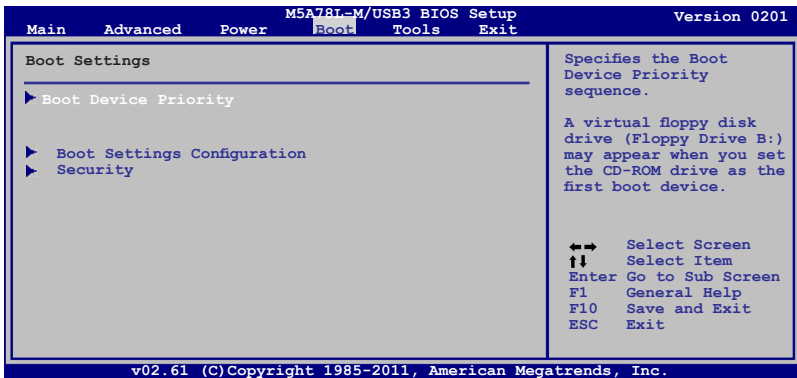 M5A78L-M/USB3 BIOS Setup Version 0201
Main Advanced Power Boot Tools Exit
Boot Settings
Boot Device Priority
Boot Settings Configuration
Security
Specifies the Boot
Device Priority
sequence.
A virtual floppy disk
drive (Floppy Drive B:)
may appear when you set
the CD-ROM drive as the
first boot device.
Select Screen
Select Item
Enter Go to Sub Screen
F1 General Help
F10 Save and Exit
ESC Exit
v02.61 (C)Copyright 1985-2011, American Megatrends, Inc.